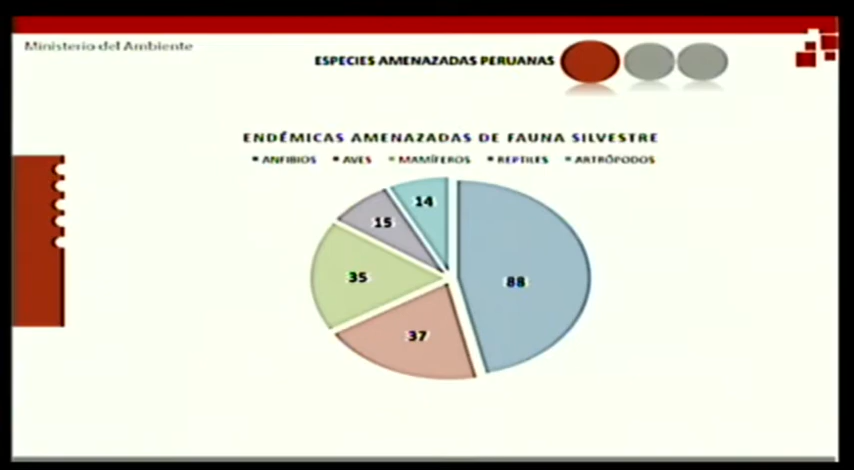 Ministerio del Ambiente
ESPECIES AMENAZADAS PERUANAS
ENDÉMICAS AMENAZADAS DE FAUNA SILVESTRE
ANFIBIOS AVES MAMÍFEROS REPTILES ARTRÓPODOS
14
15
35
88
37